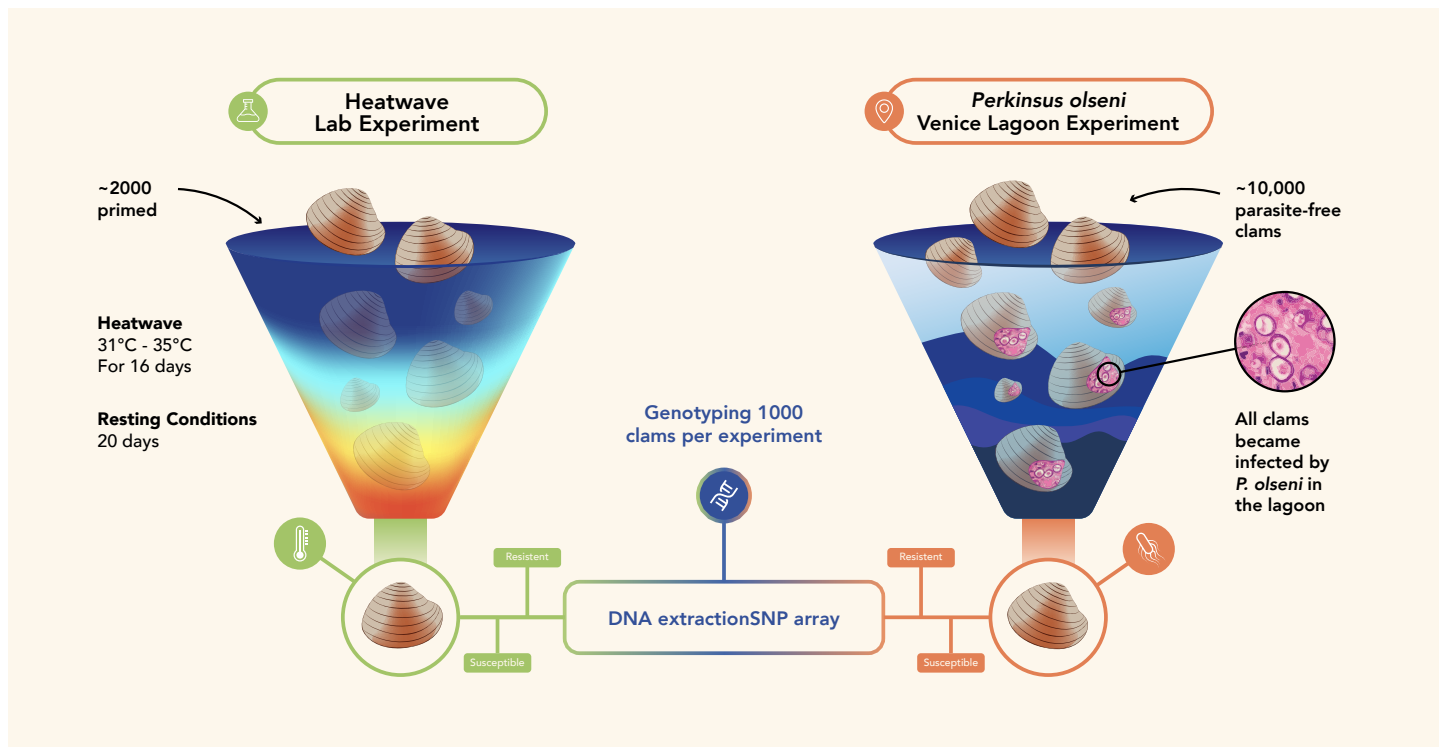 Heatwave
Lab Experiment
Perkinsus olseni
Venice Lagoon Experiment
~2000
primed
~10,000
parasite-free
clams
Heatwave
31°C - 35°C
For 16 days
Resting Conditions
20 days
Genotyping 1000
clams per experiment
All clams
became
infected by
P. olseni in
the lagoon
Resistent
Resistent
DNA extractionSNP array
Susceptible
Susceptible